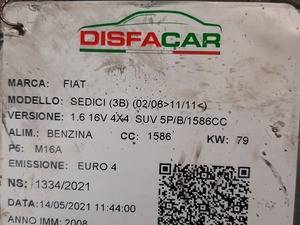 DISFACAR
MARCA: FIAT
MODELLO: SEDICI (3B) (02/06>11/11<)
VERSIONE: 1.6 16V 4X4 SUV 5P/B/1586CC
ALIM.: BENZINA CC: 1586 KW: 79
P6: M16A
EMISSIONE: EURO 4
NS: 1334/2021
DATA: 14/05/2021 11:44:00
ANNO IMM: 2008